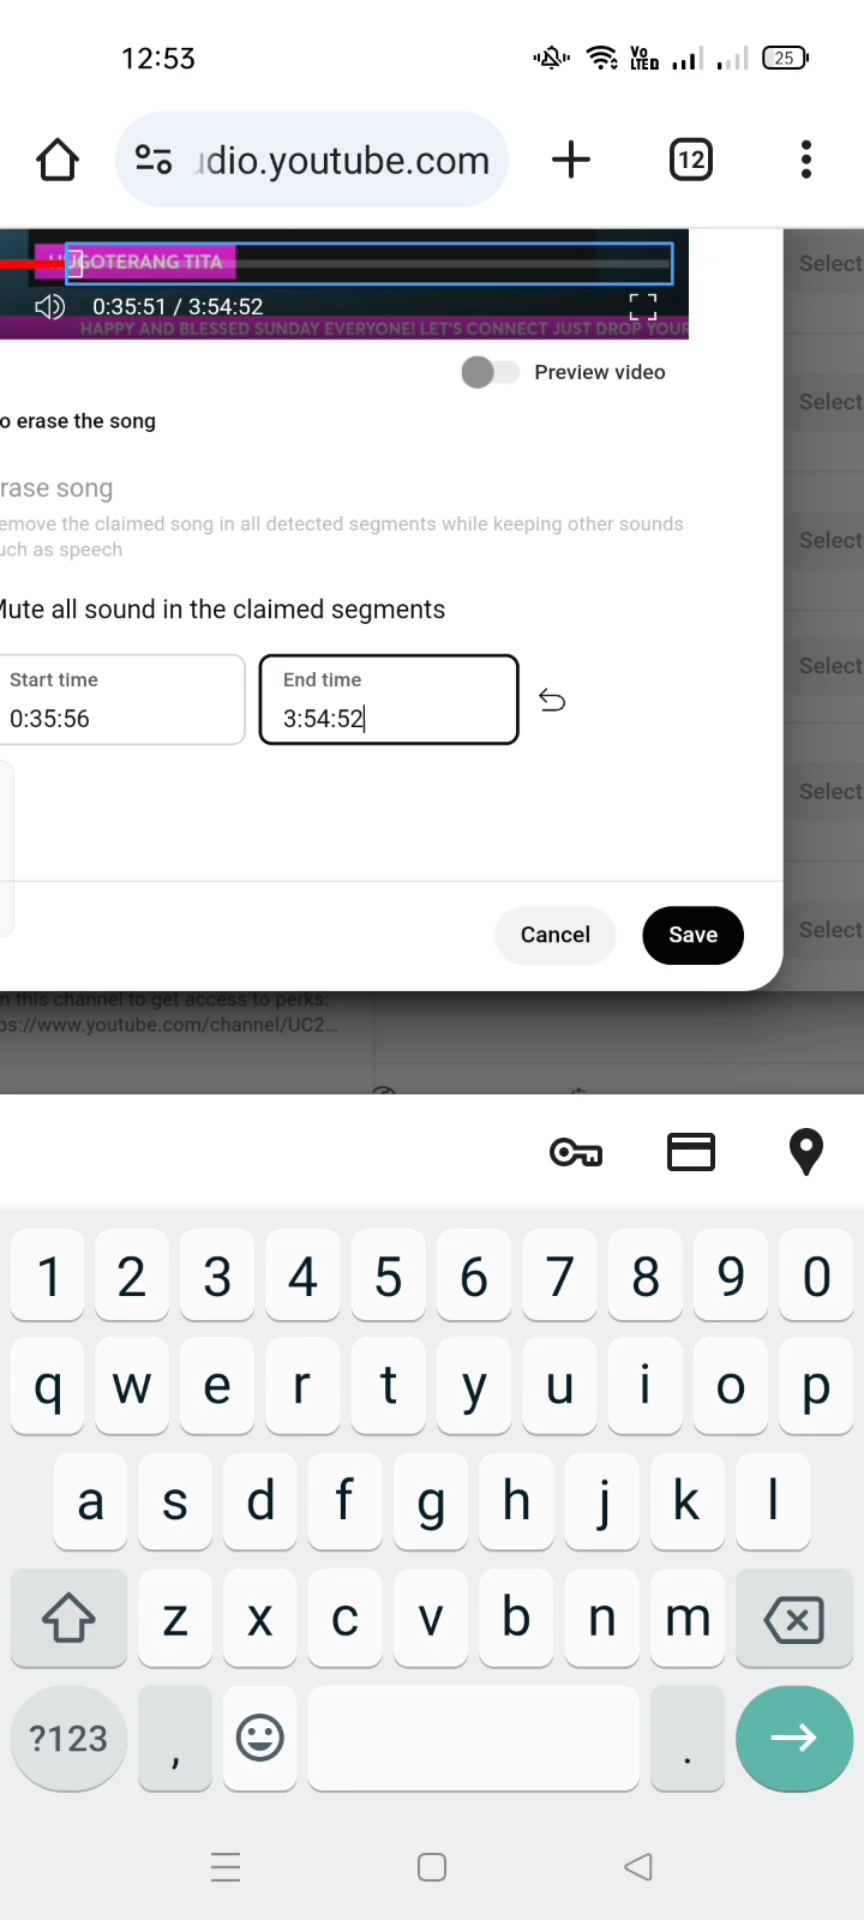 12:53
Vo LTED
25
udio.youtube.com
12
UGOTERANG TITA
0:35:51 / 3:54:52
HAPPY AND BLESSED SUNDAY EVERYONE! LET'S CONNECT JUST DROP YOUR
Preview video
o erase the song
rase song
emove the claimed song in all detected segments while keeping other sounds
uch as speech
Mute all sound in the claimed segments
Start time
0:35:56
End time
3:54:52
Cancel
Save
Select
Select
Select
Select
Select
Select
n this channel to get access to perks:
ps://www.youtube.com/channel/UC2...
1 2 3 4 5 6 7 8 9 0
q w e r t y u i o p
a s d f g h j k l
z x c v b n m
?123 , .